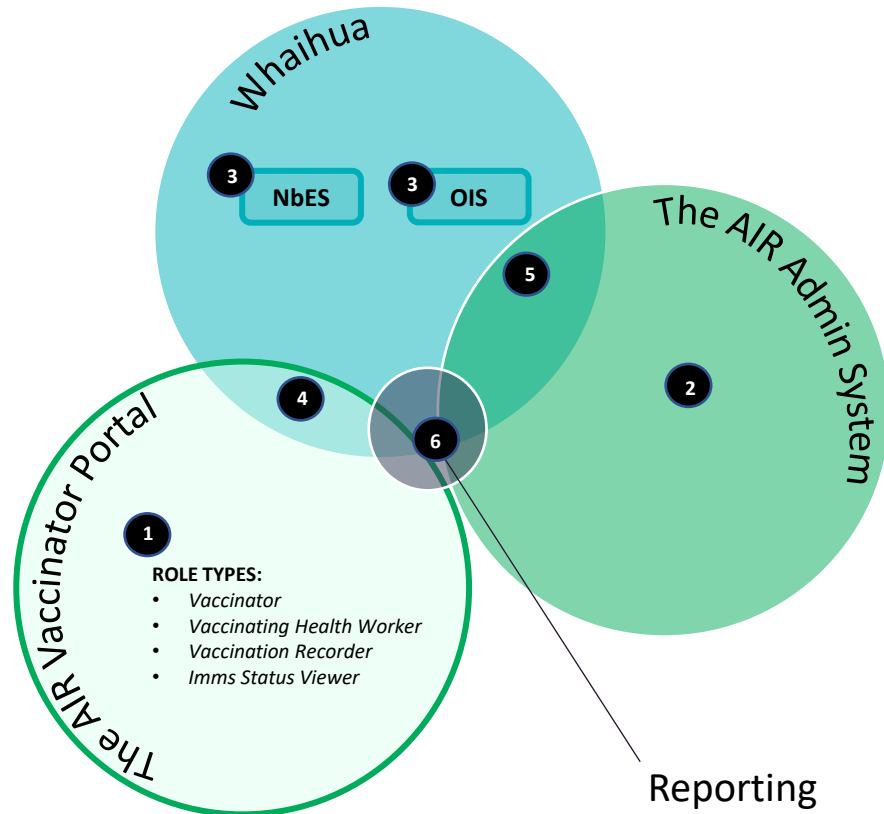 Whaihua
3
NbES
3
OIS
The AIR Admin System
5
2
4
6
The AIR Vaccinator Portal
1
ROLE TYPES:
• Vaccinator
• Vaccinating Health Worker
• Vaccination Recorder
• Imms Status Viewer
Reporting